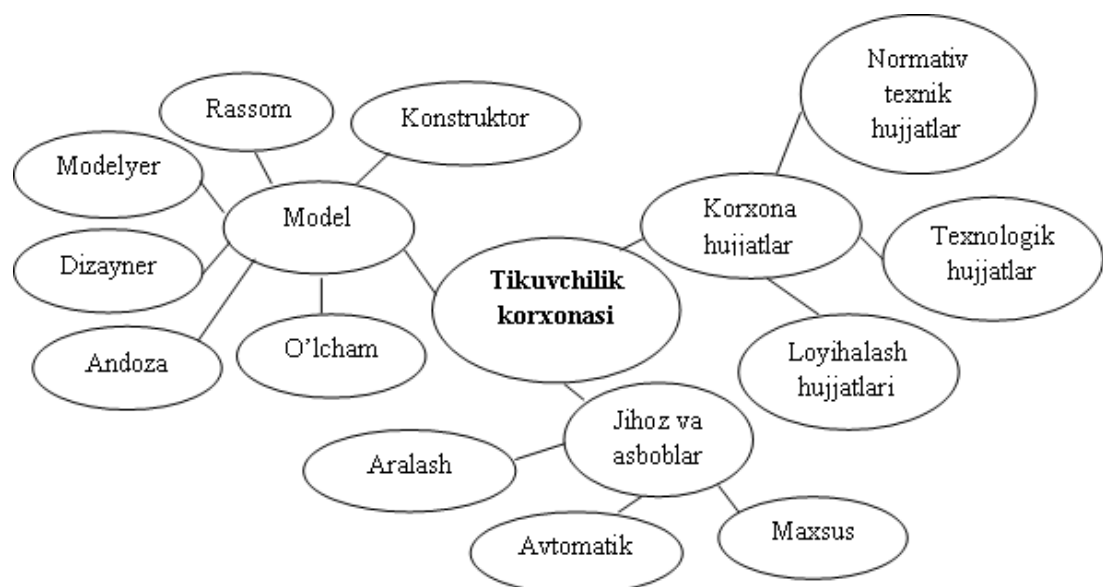 Normativ
texnik
hujjatlar
Rassom
Konstruktor
Modelyer
Model
Korxona
hujjatlar
Texnologik
hujjatlar
Dizayner
Tikuvchilik
korxonasi
Andoza
O’lcham
Loyihalash
hujjatlari
Jihoz va
asboblar
Aralash
Avtomatik
Maxsus